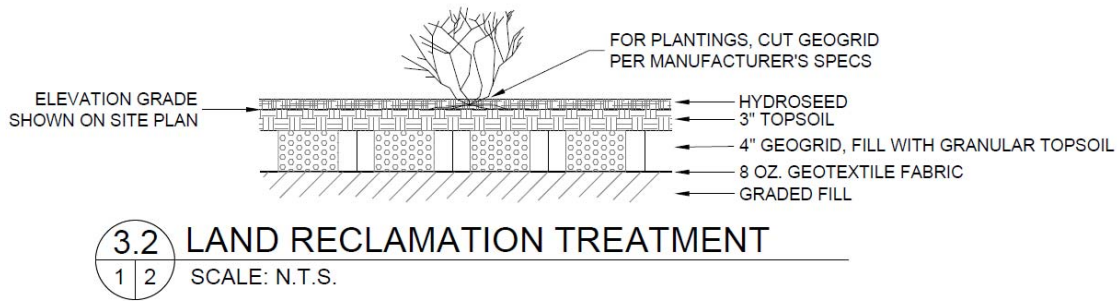 FOR PLANTINGS, CUT GEOGRID
PER MANUFACTURER'S SPECS
ELEVATION GRADE
SHOWN ON SITE PLAN
HYDROSEED
3" TOPSOIL
4" GEOGRID, FILL WITH GRANULAR TOPSOIL
8 OZ. GEOTEXTILE FABRIC
GRADED FILL
3.2 LAND RECLAMATION TREATMENT
1 2 SCALE: N.T.S.